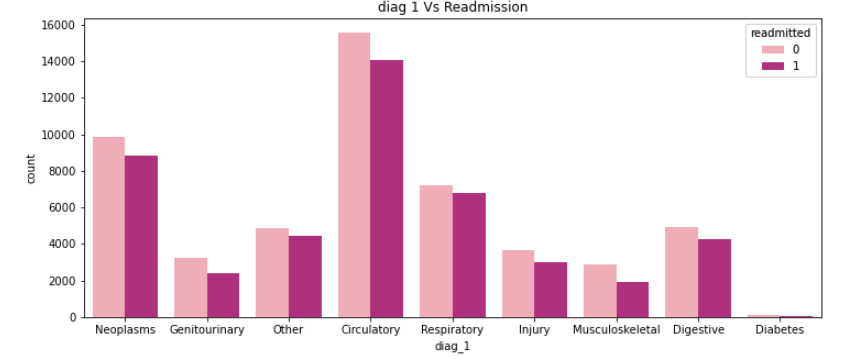 diag 1 Vs Readmission
readmitted
0
1
count
16000
14000
12000
10000
8000
6000
4000
2000
0
Neoplasms Genitourinary Other Circulatory Respiratory Injury Musculoskeletal Digestive Diabetes
diag_1